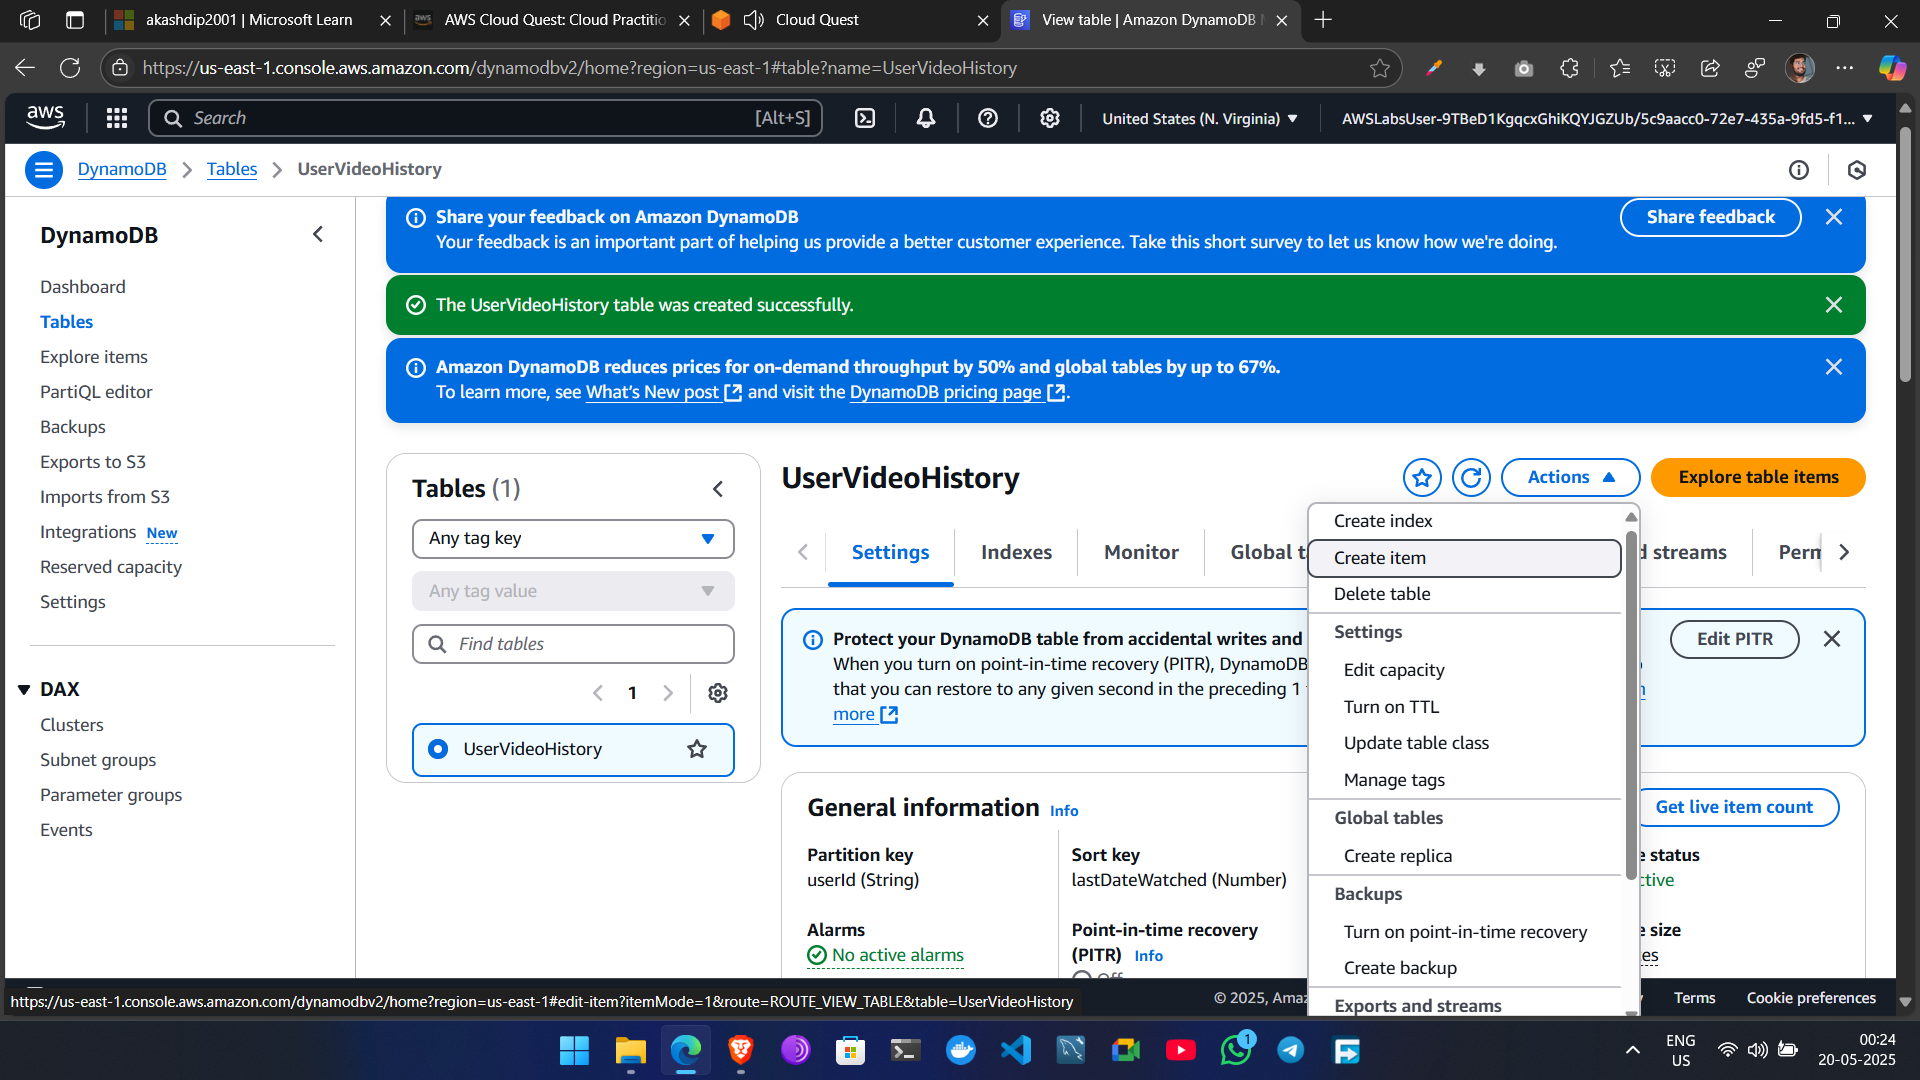 akashdip2001 | Microsoft Learn
AWS Cloud Quest: Cloud Practitio
Cloud Quest
View table | Amazon DynamoDB M
https://us-east-1.console.aws.amazon.com/dynamodbv2/home?region=us-east-1#table?name=UserVideoHistory
aws
Search
[Alt+S]
United States (N. Virginia)
AWSLabsUser-9TBeD1KgqcxGhiKQYJGZUb/5c9aacc0-72e7-435a-9fd5-f1...
DynamoDB
Tables
UserVideoHistory
DynamoDB
Dashboard
Tables
Explore items
PartiQL editor
Backups
Exports to S3
Imports from S3
Integrations New
Reserved capacity
Settings
DAX
Clusters
Subnet groups
Parameter groups
Events
Share your feedback on Amazon DynamoDB
Your feedback is an important part of helping us provide a better customer experience. Take this short survey to let us know how we're doing.
Share feedback
The UserVideoHistory table was created successfully.
Amazon DynamoDB reduces prices for on-demand throughput by 50% and global tables by up to 67%.
To learn more, see What's New post and visit the DynamoDB pricing page .
Tables (1)
Any tag key
Any tag value
Find tables
1
UserVideoHistory
UserVideoHistory
Actions
Explore table items
Settings
Indexes
Monitor
Global t
d streams
Perm
Protect your DynamoDB table from accidental writes and
When you turn on point-in-time recovery (PITR), DynamoDB
that you can restore to any given second in the preceding 1
more
Edit PITR
General information Info
Get live item count
Partition key
userId (String)
Sort key
lastDateWatched (Number)
e status
ctive
Alarms
No active alarms
Point-in-time recovery
(PITR) Info
Off
e size
es
Create index
Create item
Delete table
Settings
Edit capacity
Turn on TTL
Update table class
Manage tags
Global tables
Create replica
Backups
Turn on point-in-time recovery
Create backup
Exports and streams
https://us-east-1.console.aws.amazon.com/dynamodbv2/home?region=us-east-1#edit-item?itemMode=1&route=ROUTE_VIEW_TABLE&table=UserVideoHistory
© 2025, Amaz
Terms
Cookie preferences
1
ENG
US
00:24
20-05-2025